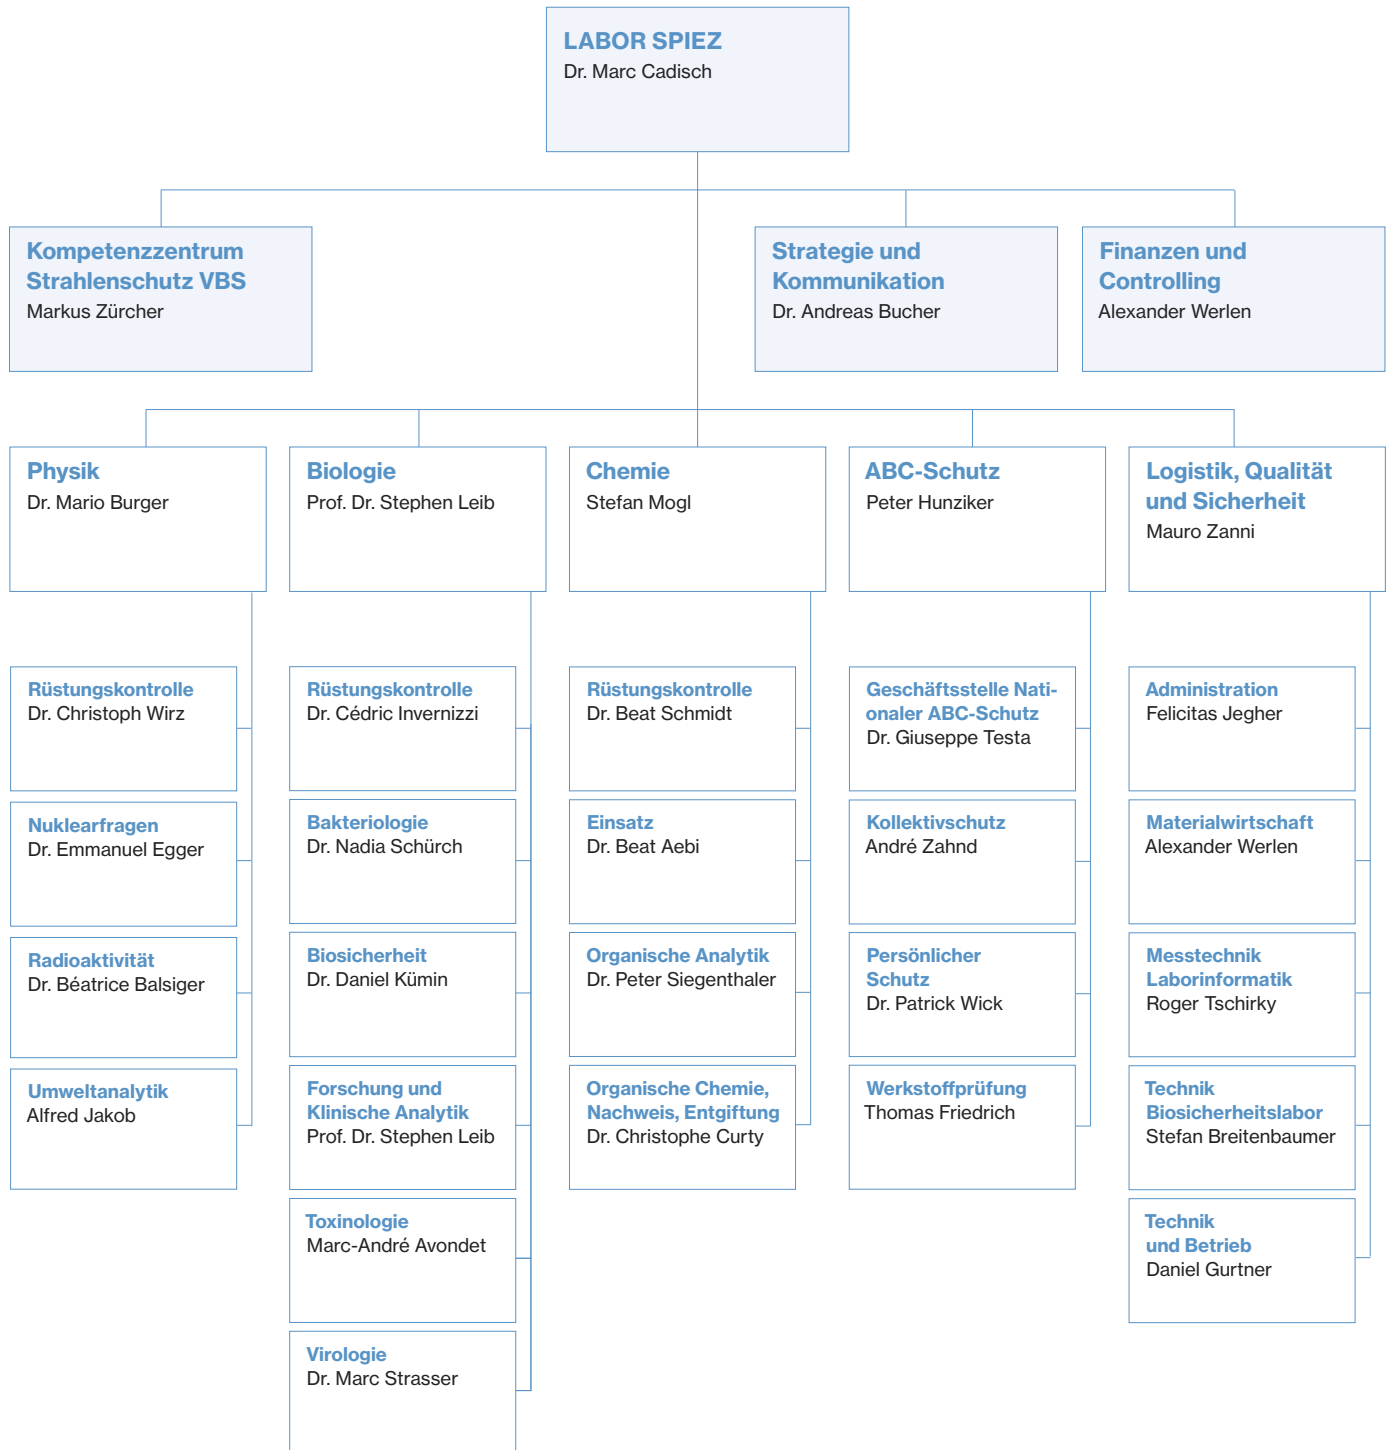 LABOR SPIEZ
Dr. Marc Cadisch
Kompetenzzentrum
Strahlenschutz VBS
Markus Zürcher
Strategie und
Kommunikation
Dr. Andreas Bucher
Finanzen und
Controlling
Alexander Werlen
Physik
Dr. Mario Burger
Biologie
Prof. Dr. Stephen Leib
Chemie
Stefan Mogl
ABC-Schutz
Peter Hunziker
Logistik, Qualität
und Sicherheit
Mauro Zanni
Rüstungskontrolle
Dr. Christoph Wirz
Nuklearfragen
Dr. Emmanuel Egger
Radioaktivität
Dr. Béatrice Balsiger
Umweltanalytik
Alfred Jakob
Rüstungskontrolle
Dr. Cédric Invernizzi
Bakteriologie
Dr. Nadia Schürch
Biosicherheit
Dr. Daniel Kümin
Forschung und
Klinische Analytik
Prof. Dr. Stephen Leib
Toxinologie
Marc-André Avondet
Virologie
Dr. Marc Strasser
Rüstungskontrolle
Dr. Beat Schmidt
Einsatz
Dr. Beat Aebi
Organische Analytik
Dr. Peter Siegenthaler
Organische Chemie,
Nachweis, Entgiftung
Dr. Christophe Curty
Geschäftsstelle Nati-
onaler ABC-Schutz
Dr. Giuseppe Testa
Kollektivschutz
André Zahnd
Persönlicher
Schutz
Dr. Patrick Wick
Werkstoffprüfung
Thomas Friedrich
Administration
Felicitas Jegher
Materialwirtschaft
Alexander Werlen
Messtechnik
Laborinformatik
Roger Tschirky
Technik
Biosicherheitslabor
Stefan Breitenbaumer
Technik
und Betrieb
Daniel Gurtner